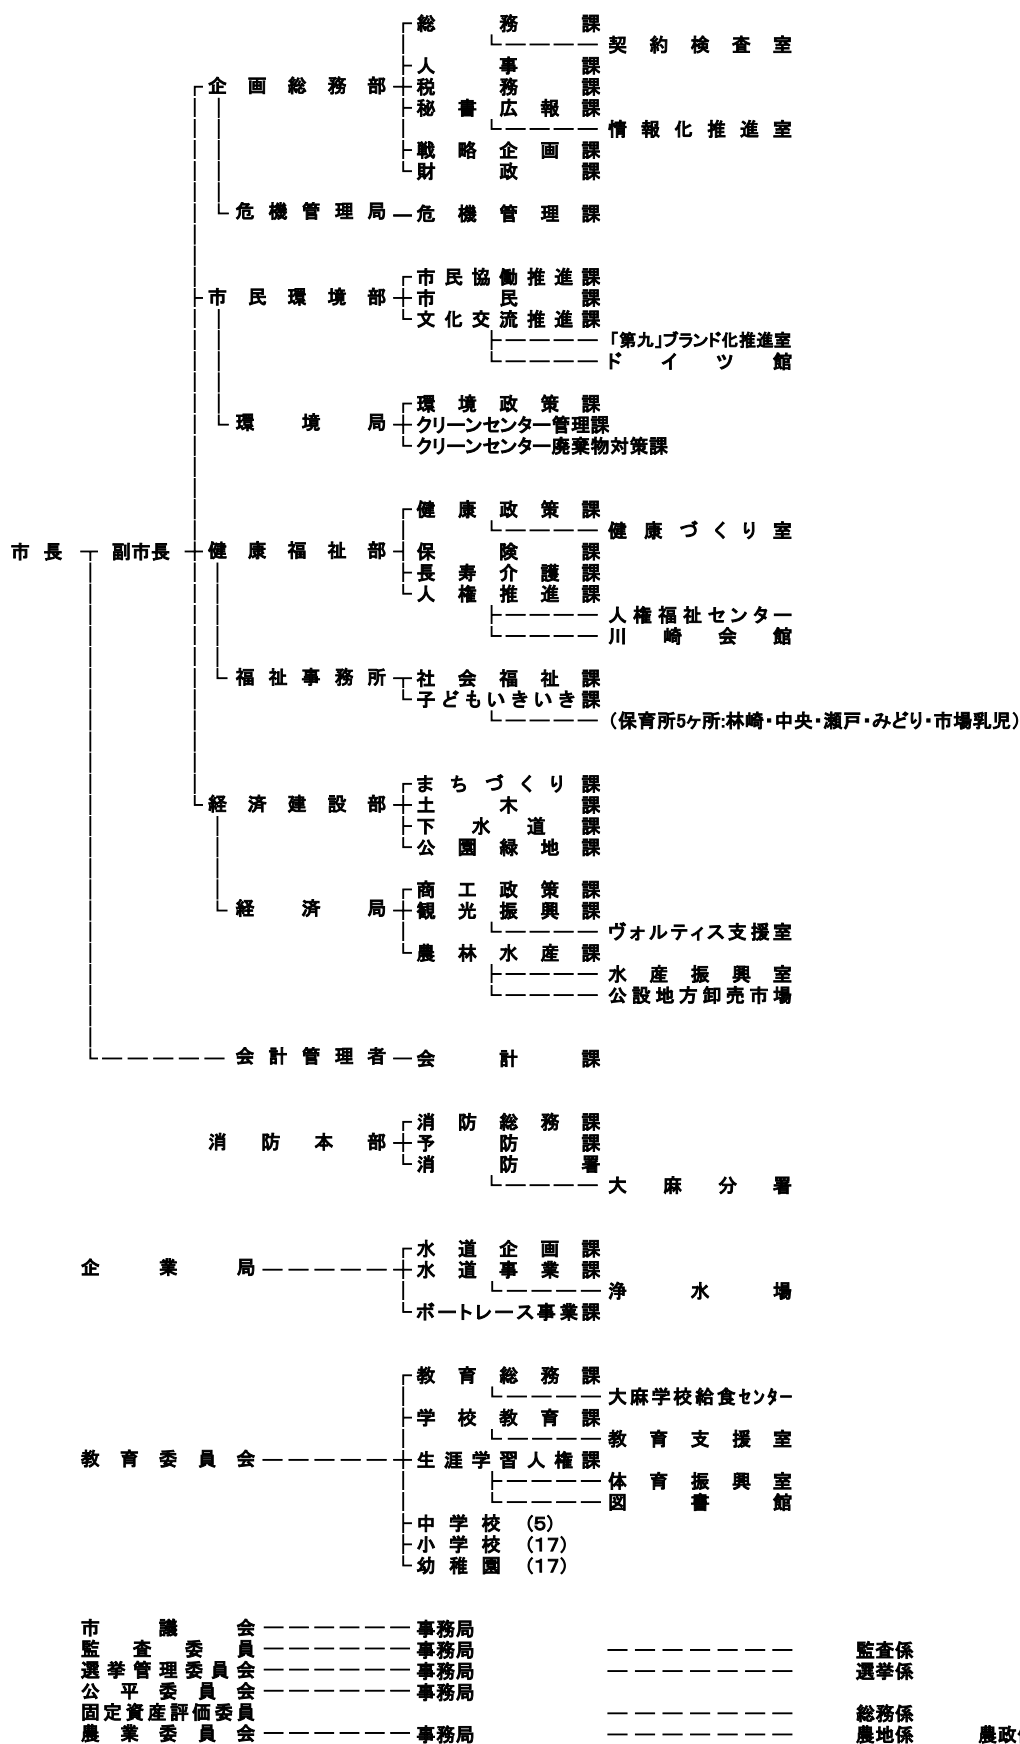 総務課
契約検査室
人事課
企画総務部 税務課
秘書広報課
情報化推進室
戦略企画課
財政課
危機管理局 危機管理課
市民協働推進課
市民環境部 市民課
文化交流推進課
「第九」ブランド化推進室
ドイツ館
環境政策課
環境局 クリーンセンター管理課
クリーンセンター廃棄物対策課
健康政策課
健康づくり室
市長 副市長 健康福祉部 保険課
長寿介護課
人権推進課
人権福祉センター
川崎会館
福祉事務所 社会福祉課
子どもいきいき課
(保育所5ヶ所:林崎・中央・瀬戸・みどり・市場乳児)
まちづくり課
経済建設部 土木課
下水道課
公園緑地課
商工政策課
経済局 観光振興課
ヴォルティス支援室
農林水産課
水産振興室
公設地方卸売市場
会計管理者 会計課
消防総務課
消防本部 予防課
消防署
大麻分署
水道企画課
企業局 水道事業課
浄水場
ボートレース事業課
教育総務課
大麻学校給食センター
学校教育課
教育支援室
教育委員会 生涯学習人権課
体育振興室
図書館
中学校 (5)
小学校 (17)
幼稚園 (17)
市議会 事務局
監査委員 事務局 監査係
選挙管理委員会 事務局 選挙係
公平委員会 事務局
固定資産評価委員 総務係
農業委員会 事務局 農地係 農政